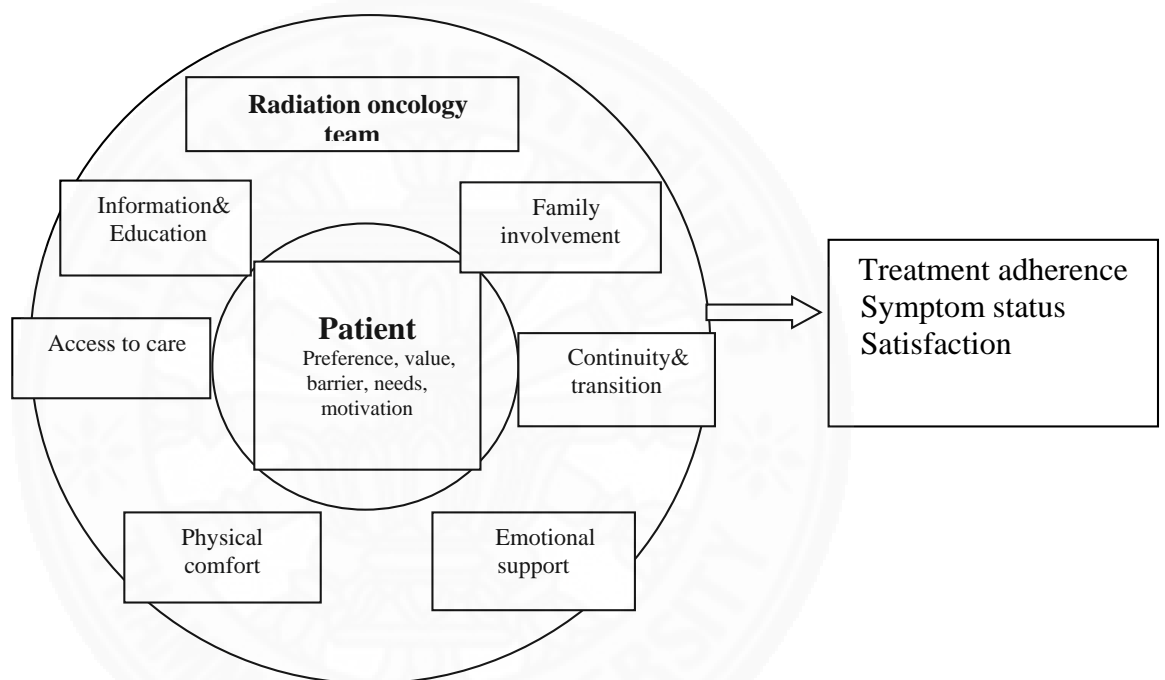 Radiation oncology
team
Information&
Education
Family
involvement
Access to care
Patient
Preference, value,
barrier, needs,
motivation
Continuity&
transition
Physical
comfort
Emotional
support
Treatment adherence
Symptom status
Satisfaction